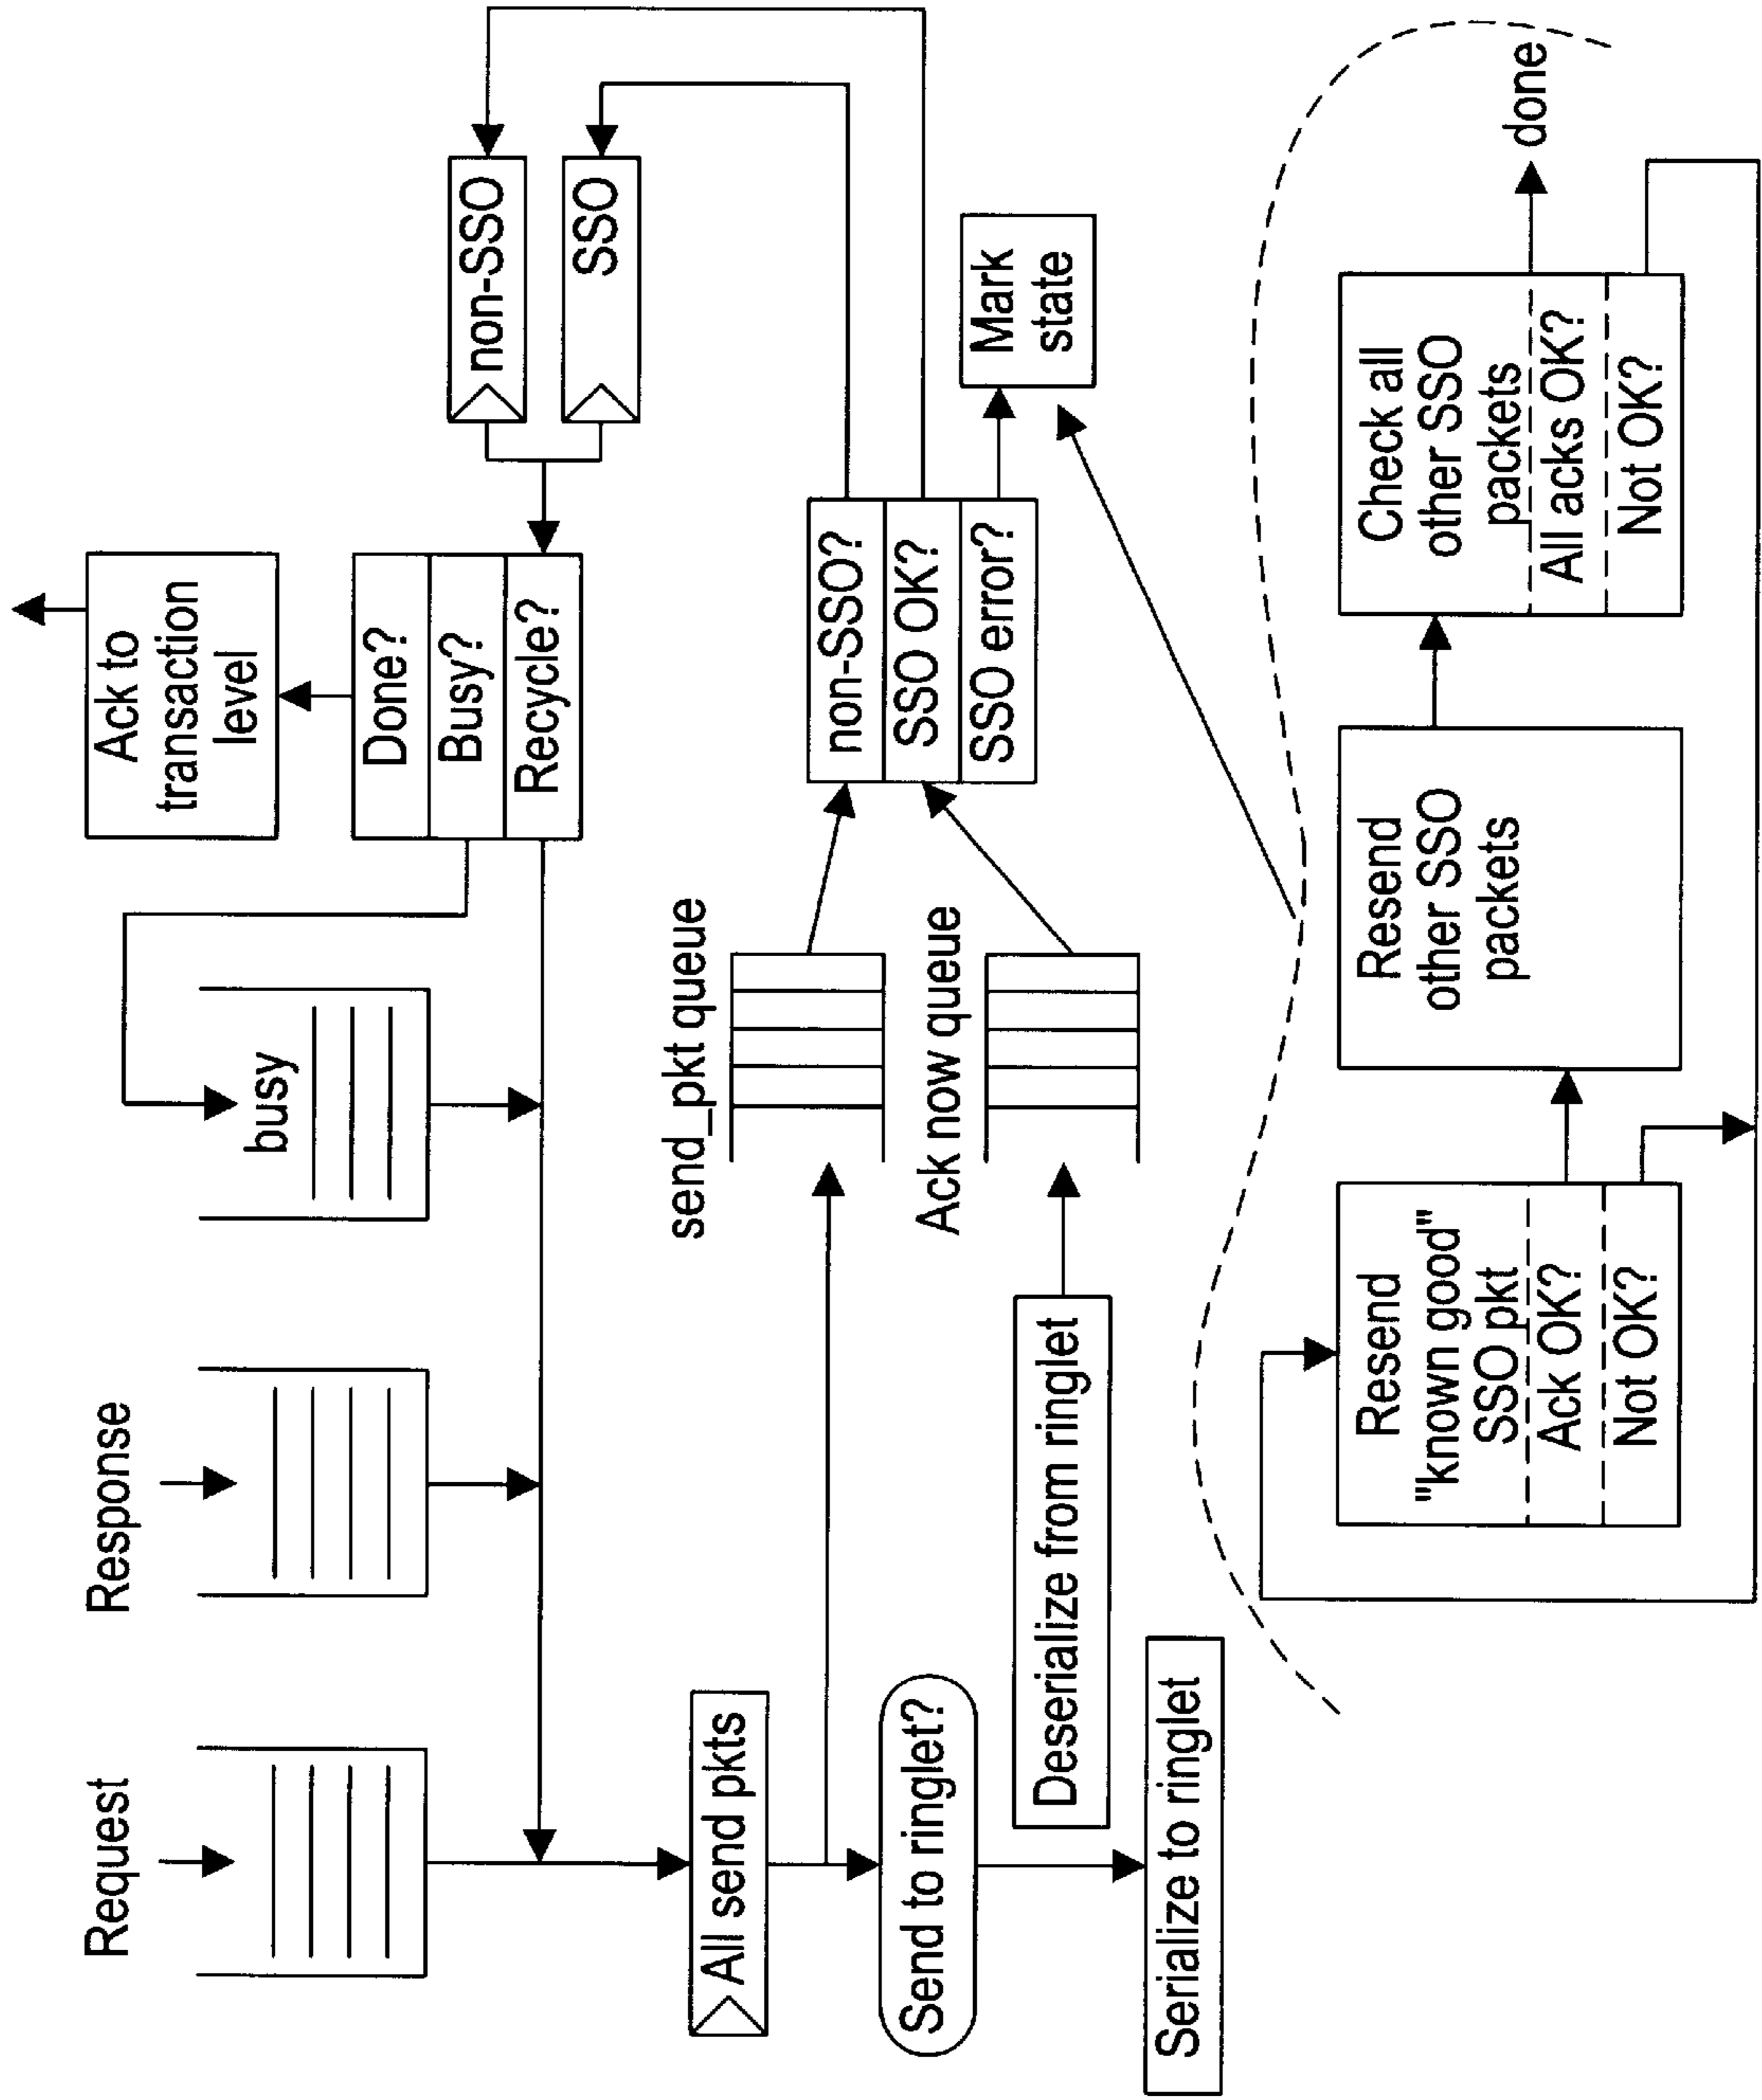 Request
Response
busy
Ack to
transaction
level
Done?
Busy?
Recycle?
non-SSO
SSO
All send pkts
send_pkt queue
Send to ringlet?
Ack now queue
non-SSO?
SSO OK?
SSO error?
Mark
state
Deserialize from ringlet
Serialize to ringlet
Resend
"known good"
SSO pkt
Ack OK?
Not OK?
Resend
other SSO
packets
Check all
other SSO
packets
All acks OK?
Not OK?
done